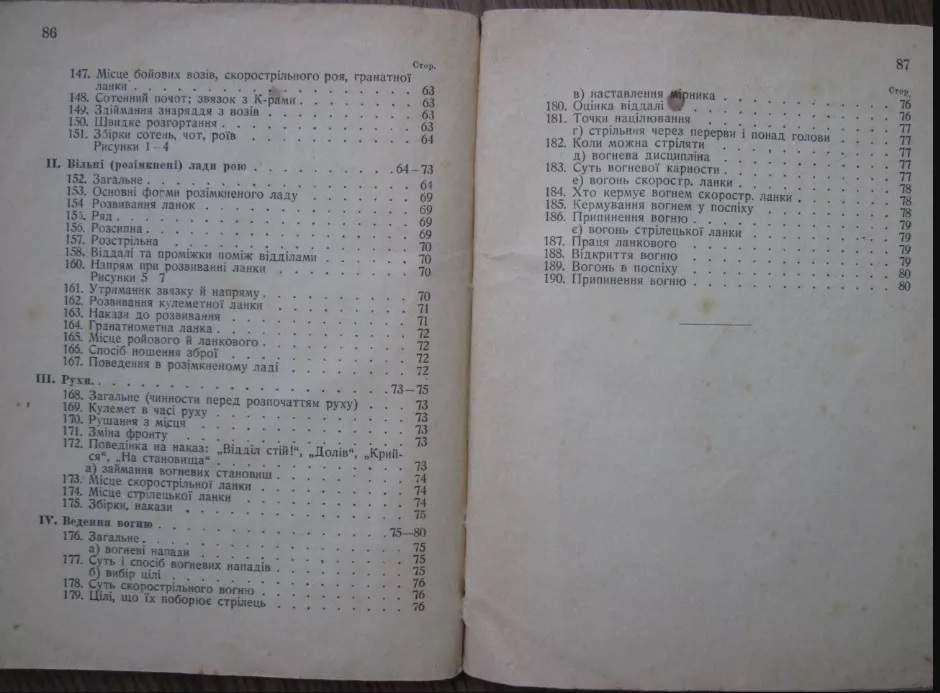 86
Стор.
147. Місце бойових возів, скорострільного роя, гранатної
ланки . . . 63
148. Сотенний почот; звязок з К-рами . . . 63
149. Здіймання знаряддя з возів . . . 63
150. Швидке розгортання . . . 63
151. Збірки сотень, чот, роїв . . . 64
Рисунки 1—4
II. Вільні (розімкнені) лади рою . . . 64-73
152. Загальне . . . 64
153. Основні форми розімкненого ладу . . . 69
154 Розвивання ланок . . . 69
155. Ряд . . . 69
156. Розсипна . . . 69
157. Розстрільна . . . 70
158. Віддалі та проміжки поміж відділами . . . 70
160. Напрям при розвиванні ланки . . . 70
Рисунки 5 7
161. Утримання звязку й напряму . . . 70
162. Розвивання кулеметної ланки . . . 71
163. Накази до розвивання . . . 71
164. Гранатнометна ланка . . . 72
165. Місце ройового й ланкового . . . 72
166. Спосіб ношення зброї . . . 72
167. Поведення в розімкненому ладі . . . 72
III. Рухи . . . 73—75
168. Загальне (чинности перед розпочаттям руху) . . . 73
169. Кулемет в часі руху . . . 73
170. Рушання з місця . . . 73
171. Зміна фронту . . . 73
172. Поведінка на наказ: „Відділ стій!“, „Долів“, „Крий-
ся“, „На становища“ . . . 73
а) займання вогневих становиш . . . 74
173. Місце скорострільної ланки . . . 74
174. Місце стрілецької ланки . . . 74
175. Збірки, накази . . . 75
IV. Ведення вогню . . . 75—80
176. Загальне . . . 75
а) вогневі напади . . . 75
177. Суть і спосіб вогневих нападів . . . 75
б) вибір цілі . . . 76
178. Суть скорострільного вогню . . . 76
179. Цілі, що їх поборює стрілець . . . 76
87
Стор.
в) наставлення мірника . . . 76
180. Оцінка віддалі . . . 76
181. Точки націлювання . . . 77
г) стрільня через перерви і понад голови . . . 77
182. Коли можна стріляти . . . 77
д) вогнева дисципліна . . . 77
183. Суть вогневої карности . . . 77
е) вогонь скоростр. ланки . . . 78
184. Хто кермує вогнем скоростр. ланки . . . 78
185. Кермування вогнем у поспіху . . . 78
186. Припинення вогню . . . 79
є) вогонь стрілецької ланки . . . 79
187. Праця ланкового . . . 79
188. Відкриття вогню . . . 79
189. Вогонь в поспіху . . . 80
190. Припинення вогню . . . 80